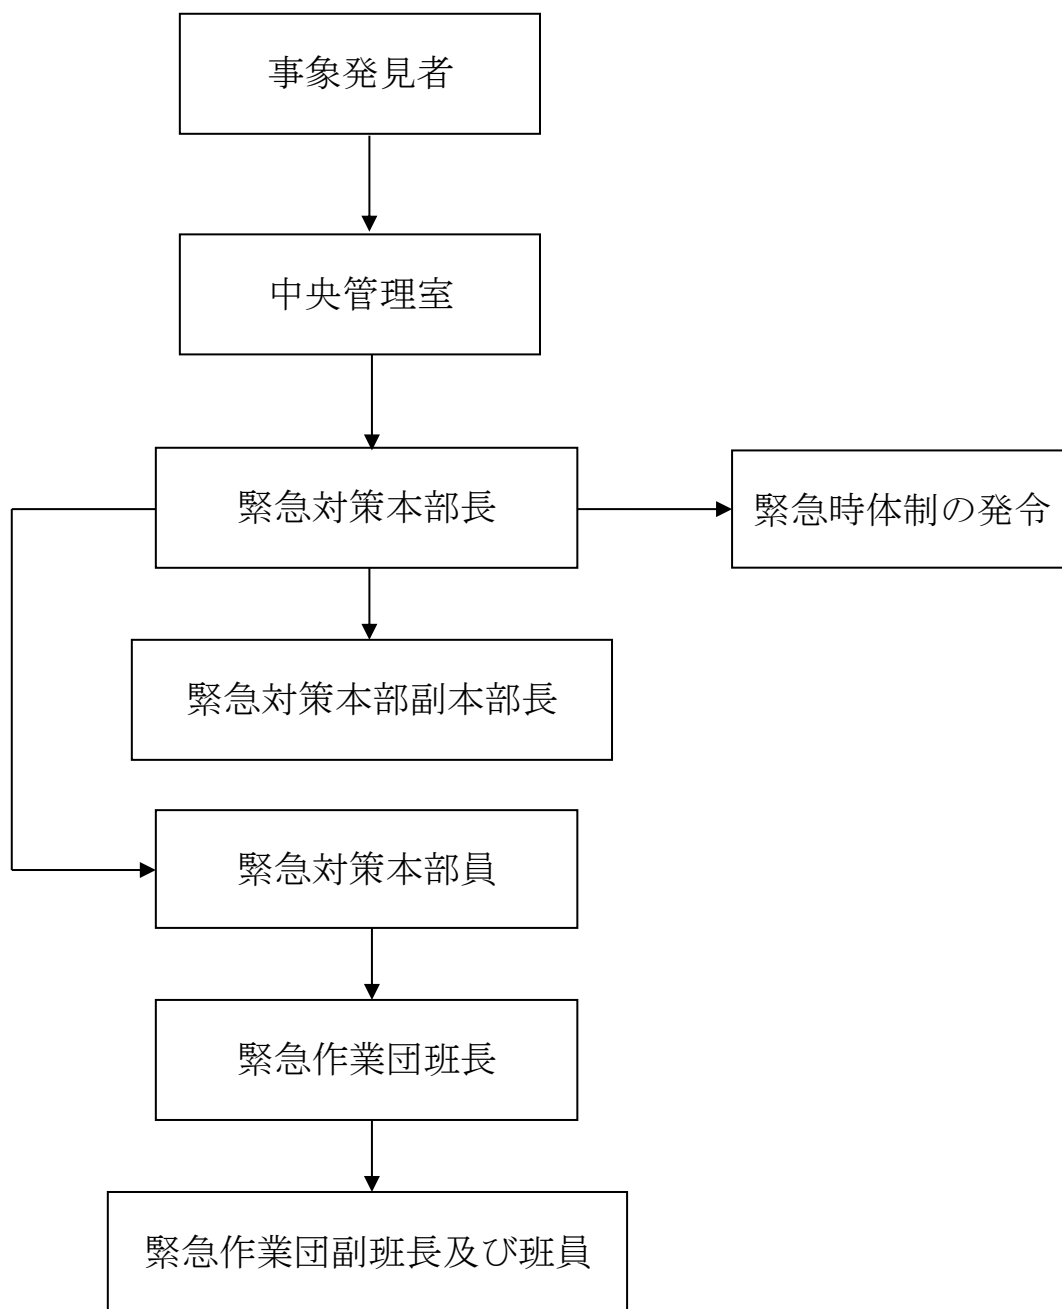 事象発見者
中央管理室
緊急対策本部長
緊急時体制の発令
緊急対策本部副本部長
緊急対策本部員
緊急作業団班長
緊急作業団副班長及び班員